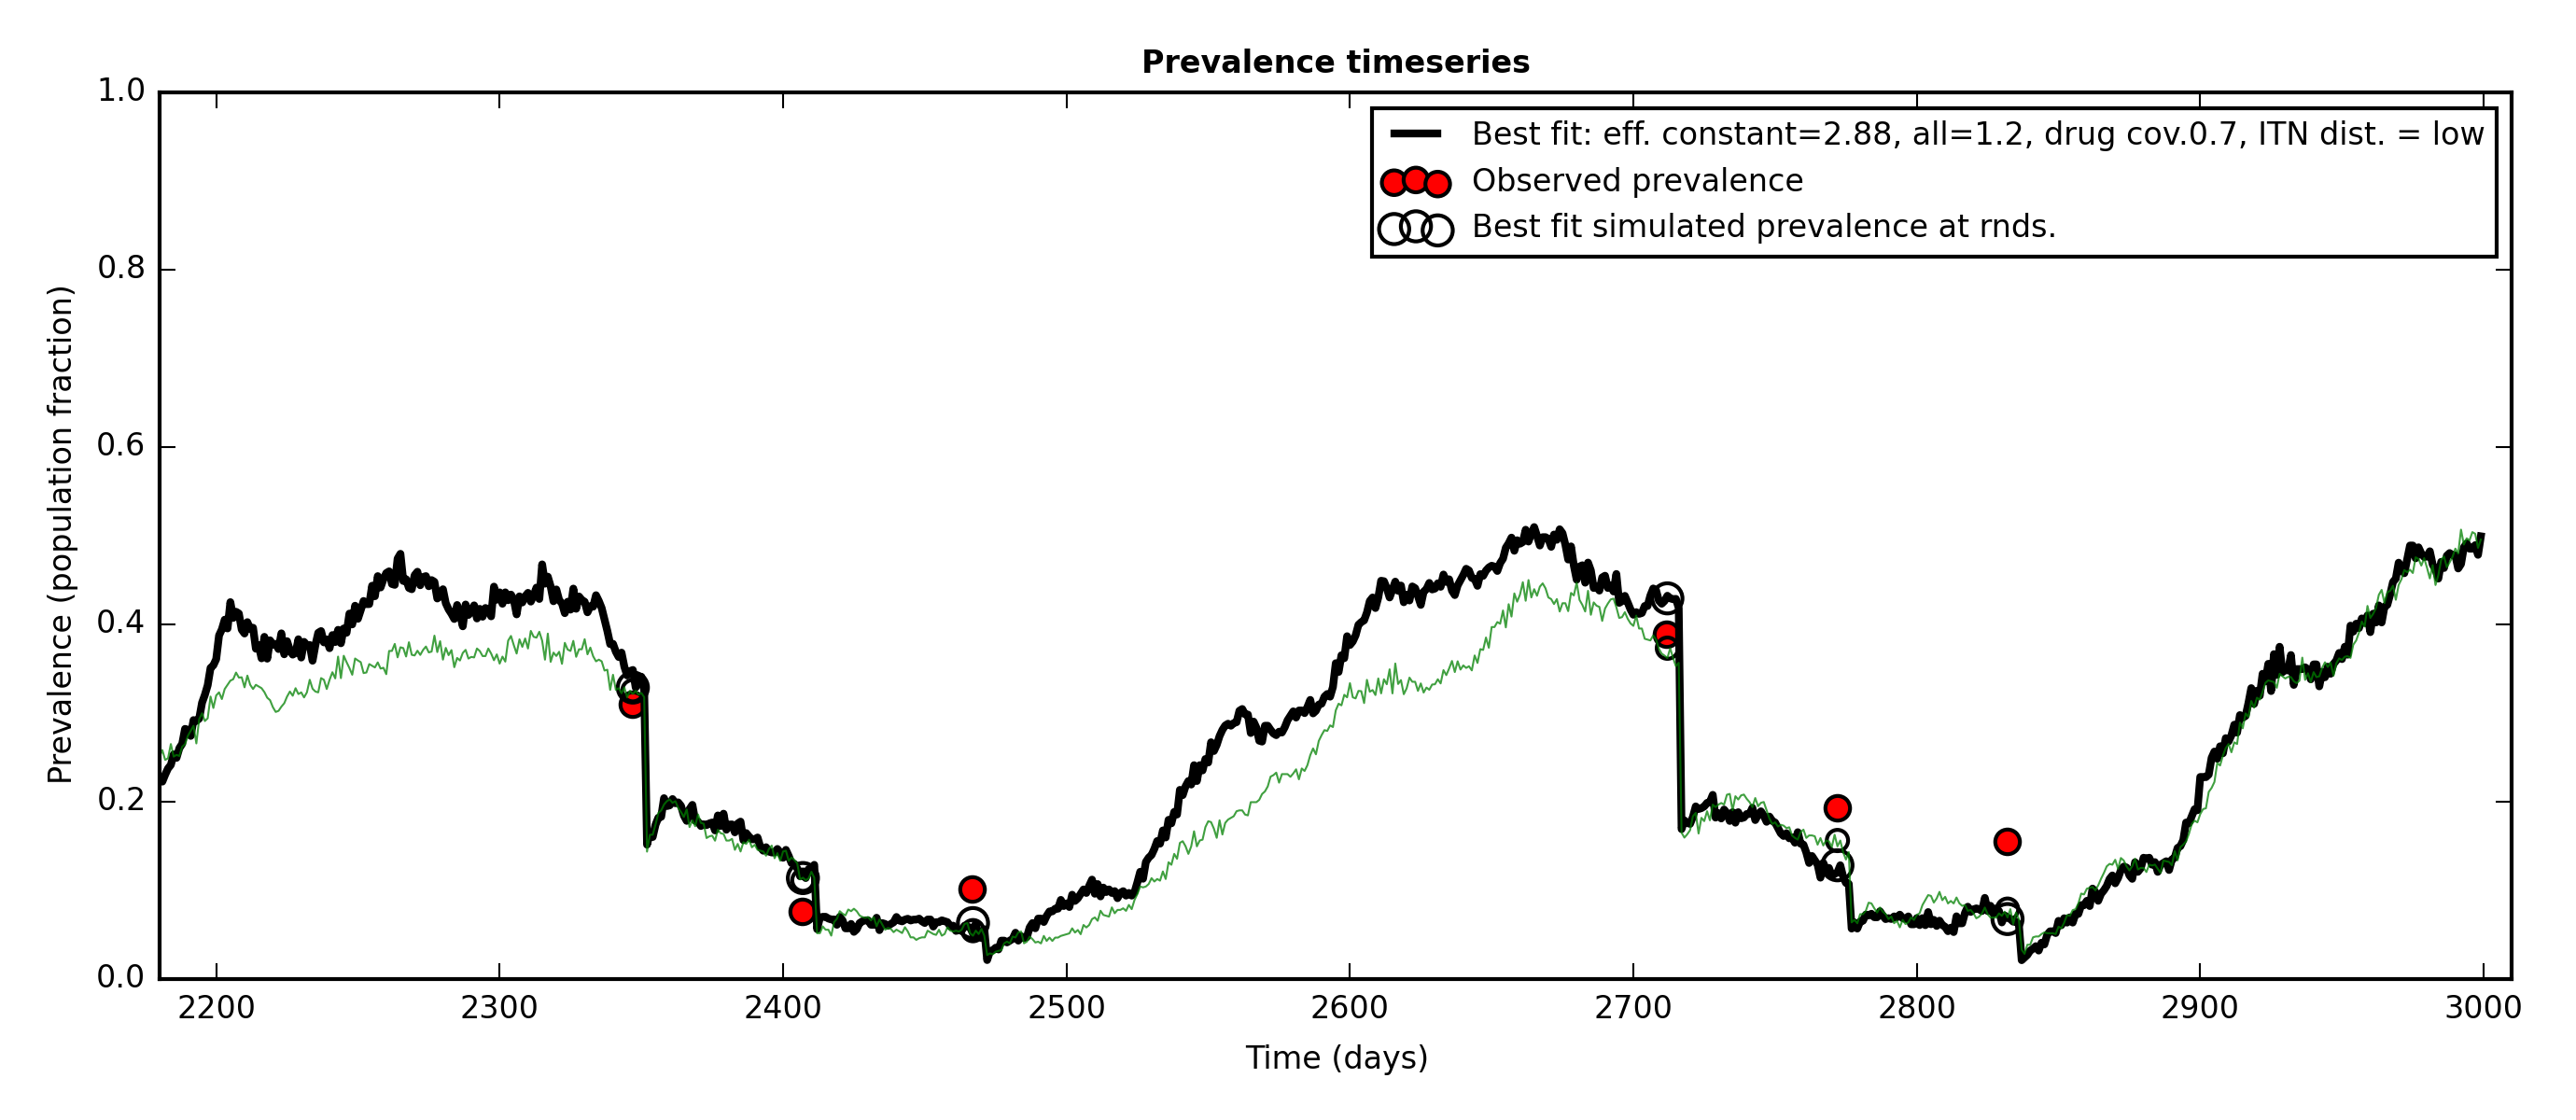 Prevalence timeseries
1.0
0.8
0.6
0.4
0.2
0.0
Prevalence (population fraction)
Best fit: eff. constant=2.88, all=1.2, drug cov.0.7, ITN dist. = low
Observed prevalence
Best fit simulated prevalence at rnds.
2200 2300 2400 2500 2600 2700 2800 2900 3000
Time (days)